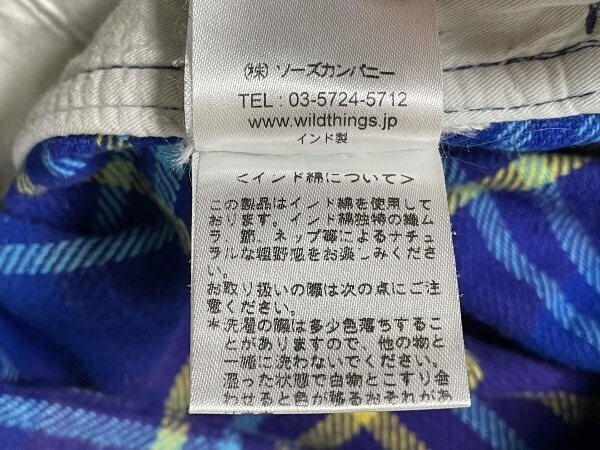 (株) ソーズカンパニー
TEL : 03-5724-5712
www.wildthings.jp
インド製
<インド綿について>
この製品はインド綿を使用して
おります。インド綿独特の織ム
ラ、節、ネップ等によるナチュ
ラルな粗野感をお楽しみくださ
い。
お取り扱いの際は次の点にご注
意ください。
*洗濯の際は多少色落ちするこ
とがありますので、他の物と
一緒に洗わないでください。
湿った状態で白物とこすり合
わせると色が移るおそれがあ